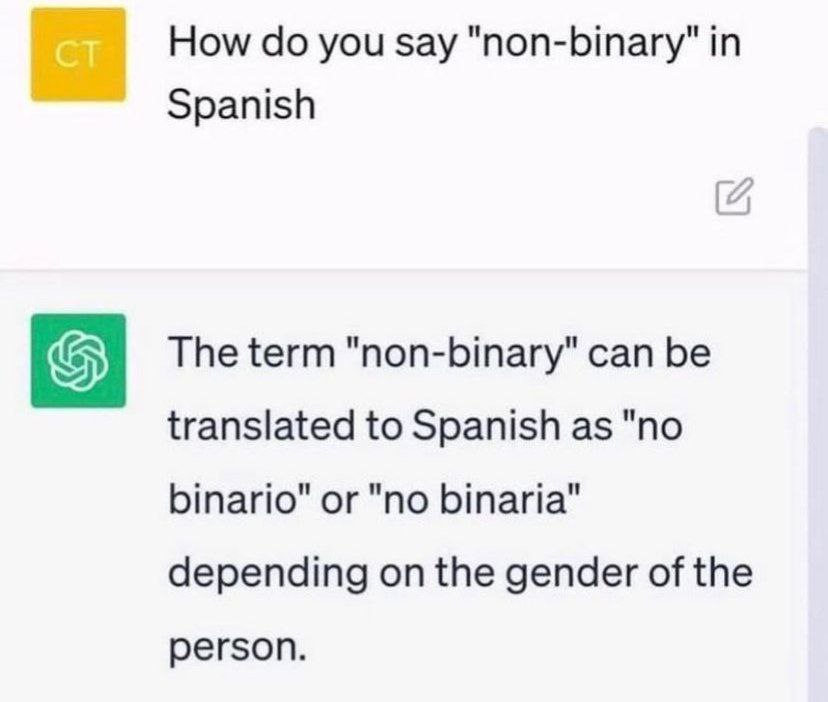 CT
How do you say "non-binary" in
Spanish
The term "non-binary" can be
translated to Spanish as "no
binario" or "no binaria"
depending on the gender of the
person.